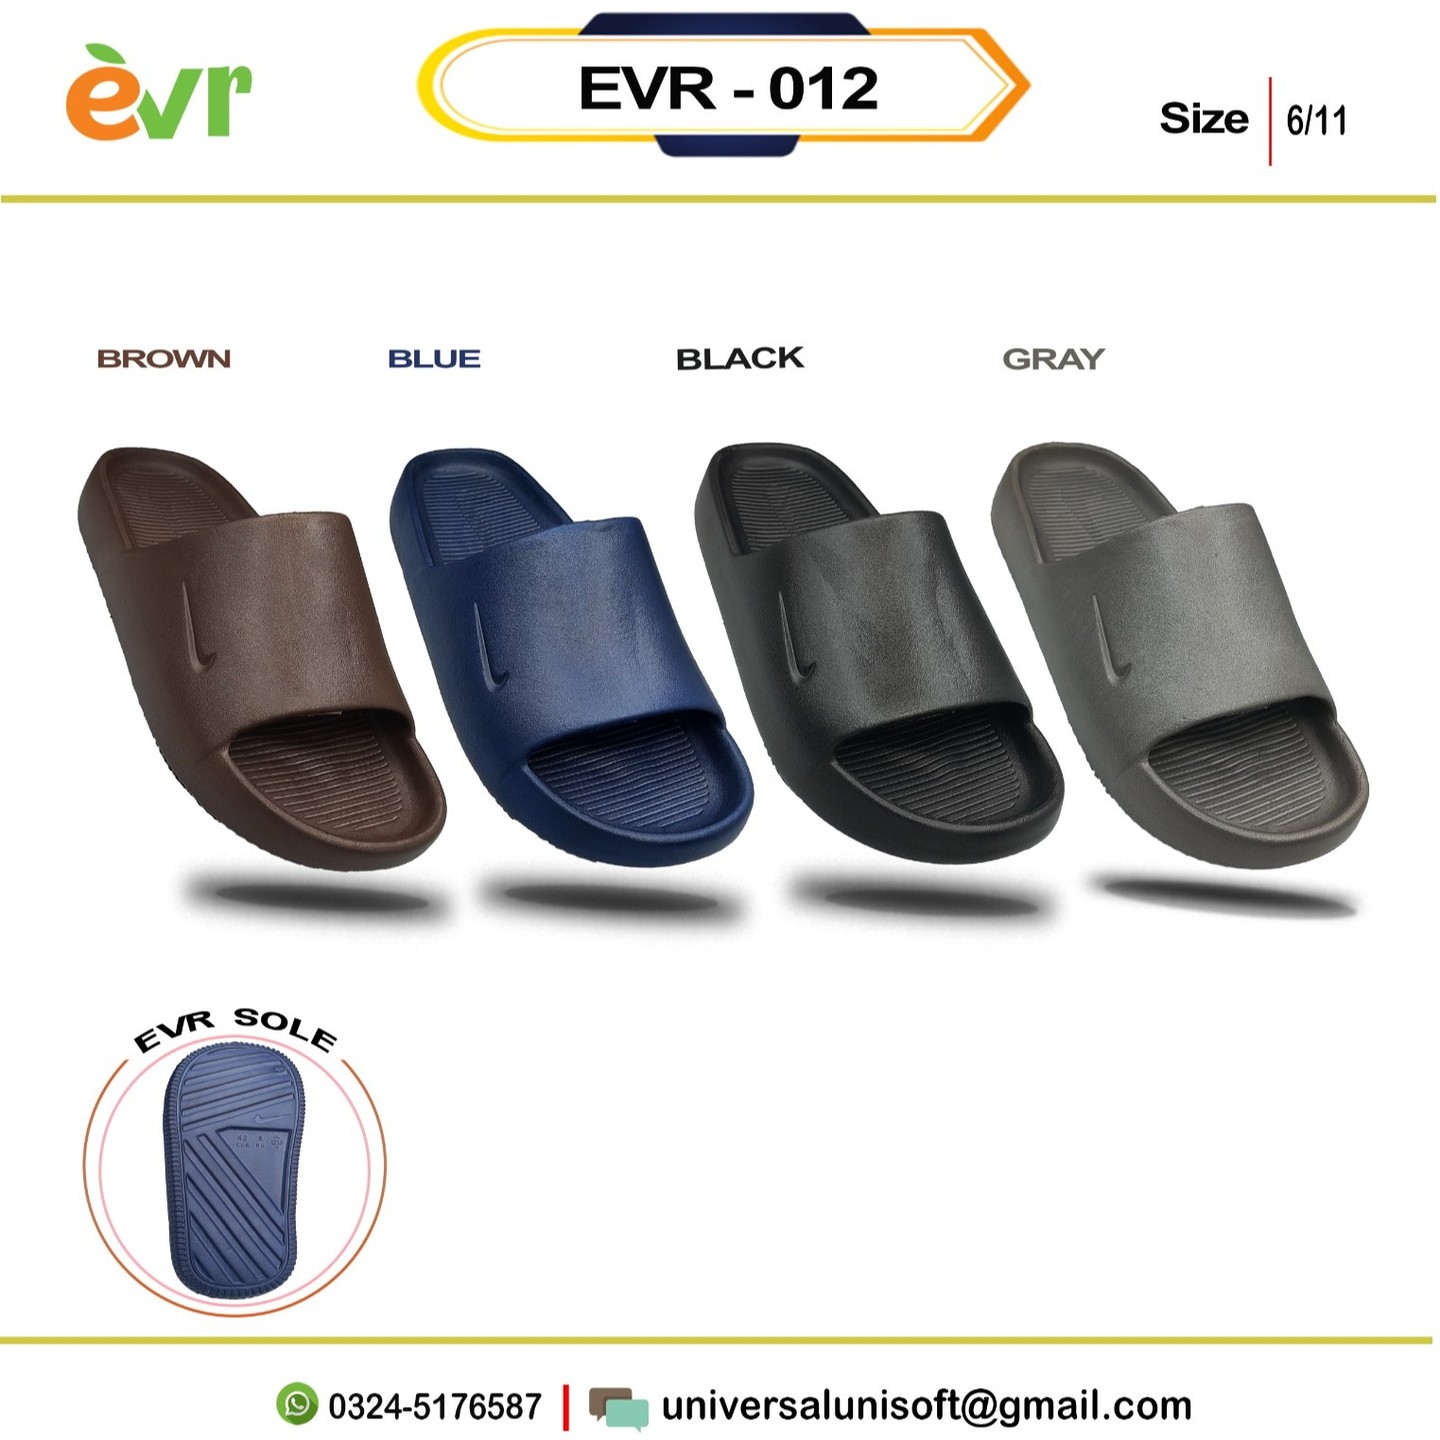 èvr
EVR - 012
Size 6/11
BROWN
BLUE
BLACK
GRAY
EVR SOLE
0324-5176587
universalunisoft@gmail.com